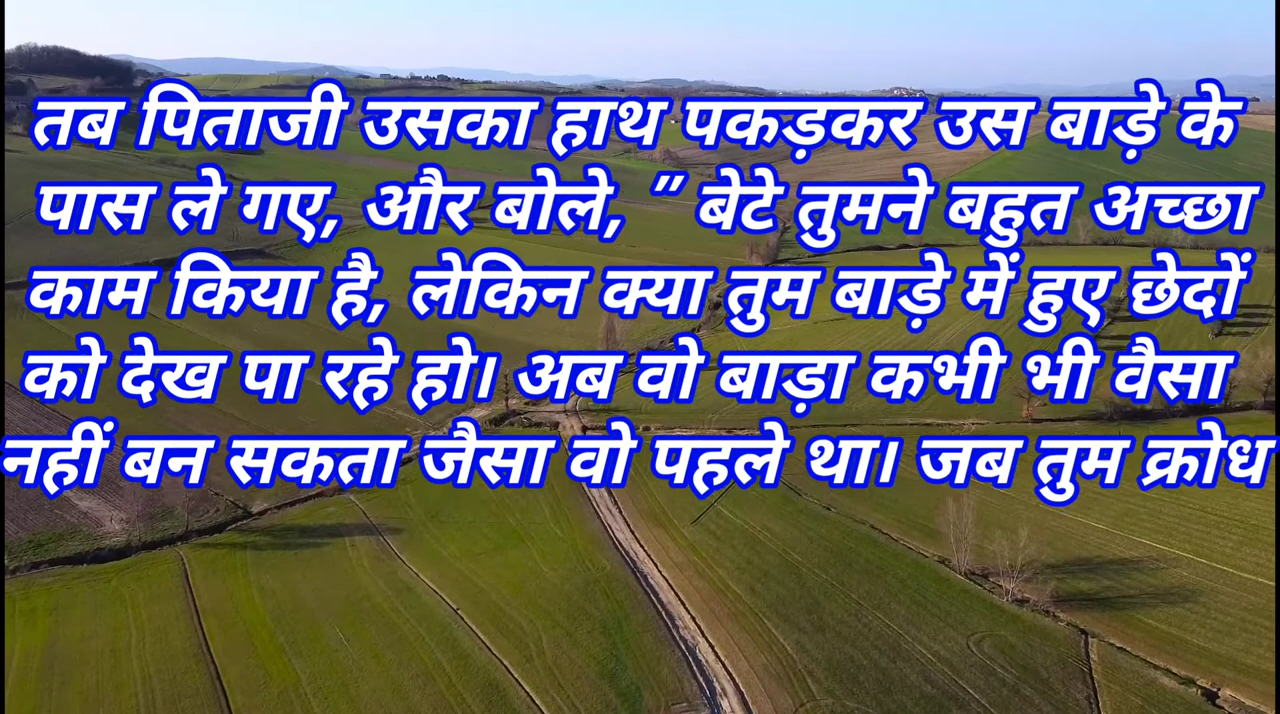 तब पिताजी उसका हाथ पकड़कर उस बाड़े के
पास ले गए, और बोले, ” बेटे तुमने बहुत अच्छा
काम किया है, लेकिन क्या तुम बाड़े में हुए छेदों
को देख पा रहे हो। अब वो बाड़ा कभी भी वैसा
नहीं बन सकता जैसा वो पहले था। जब तुम क्रोध